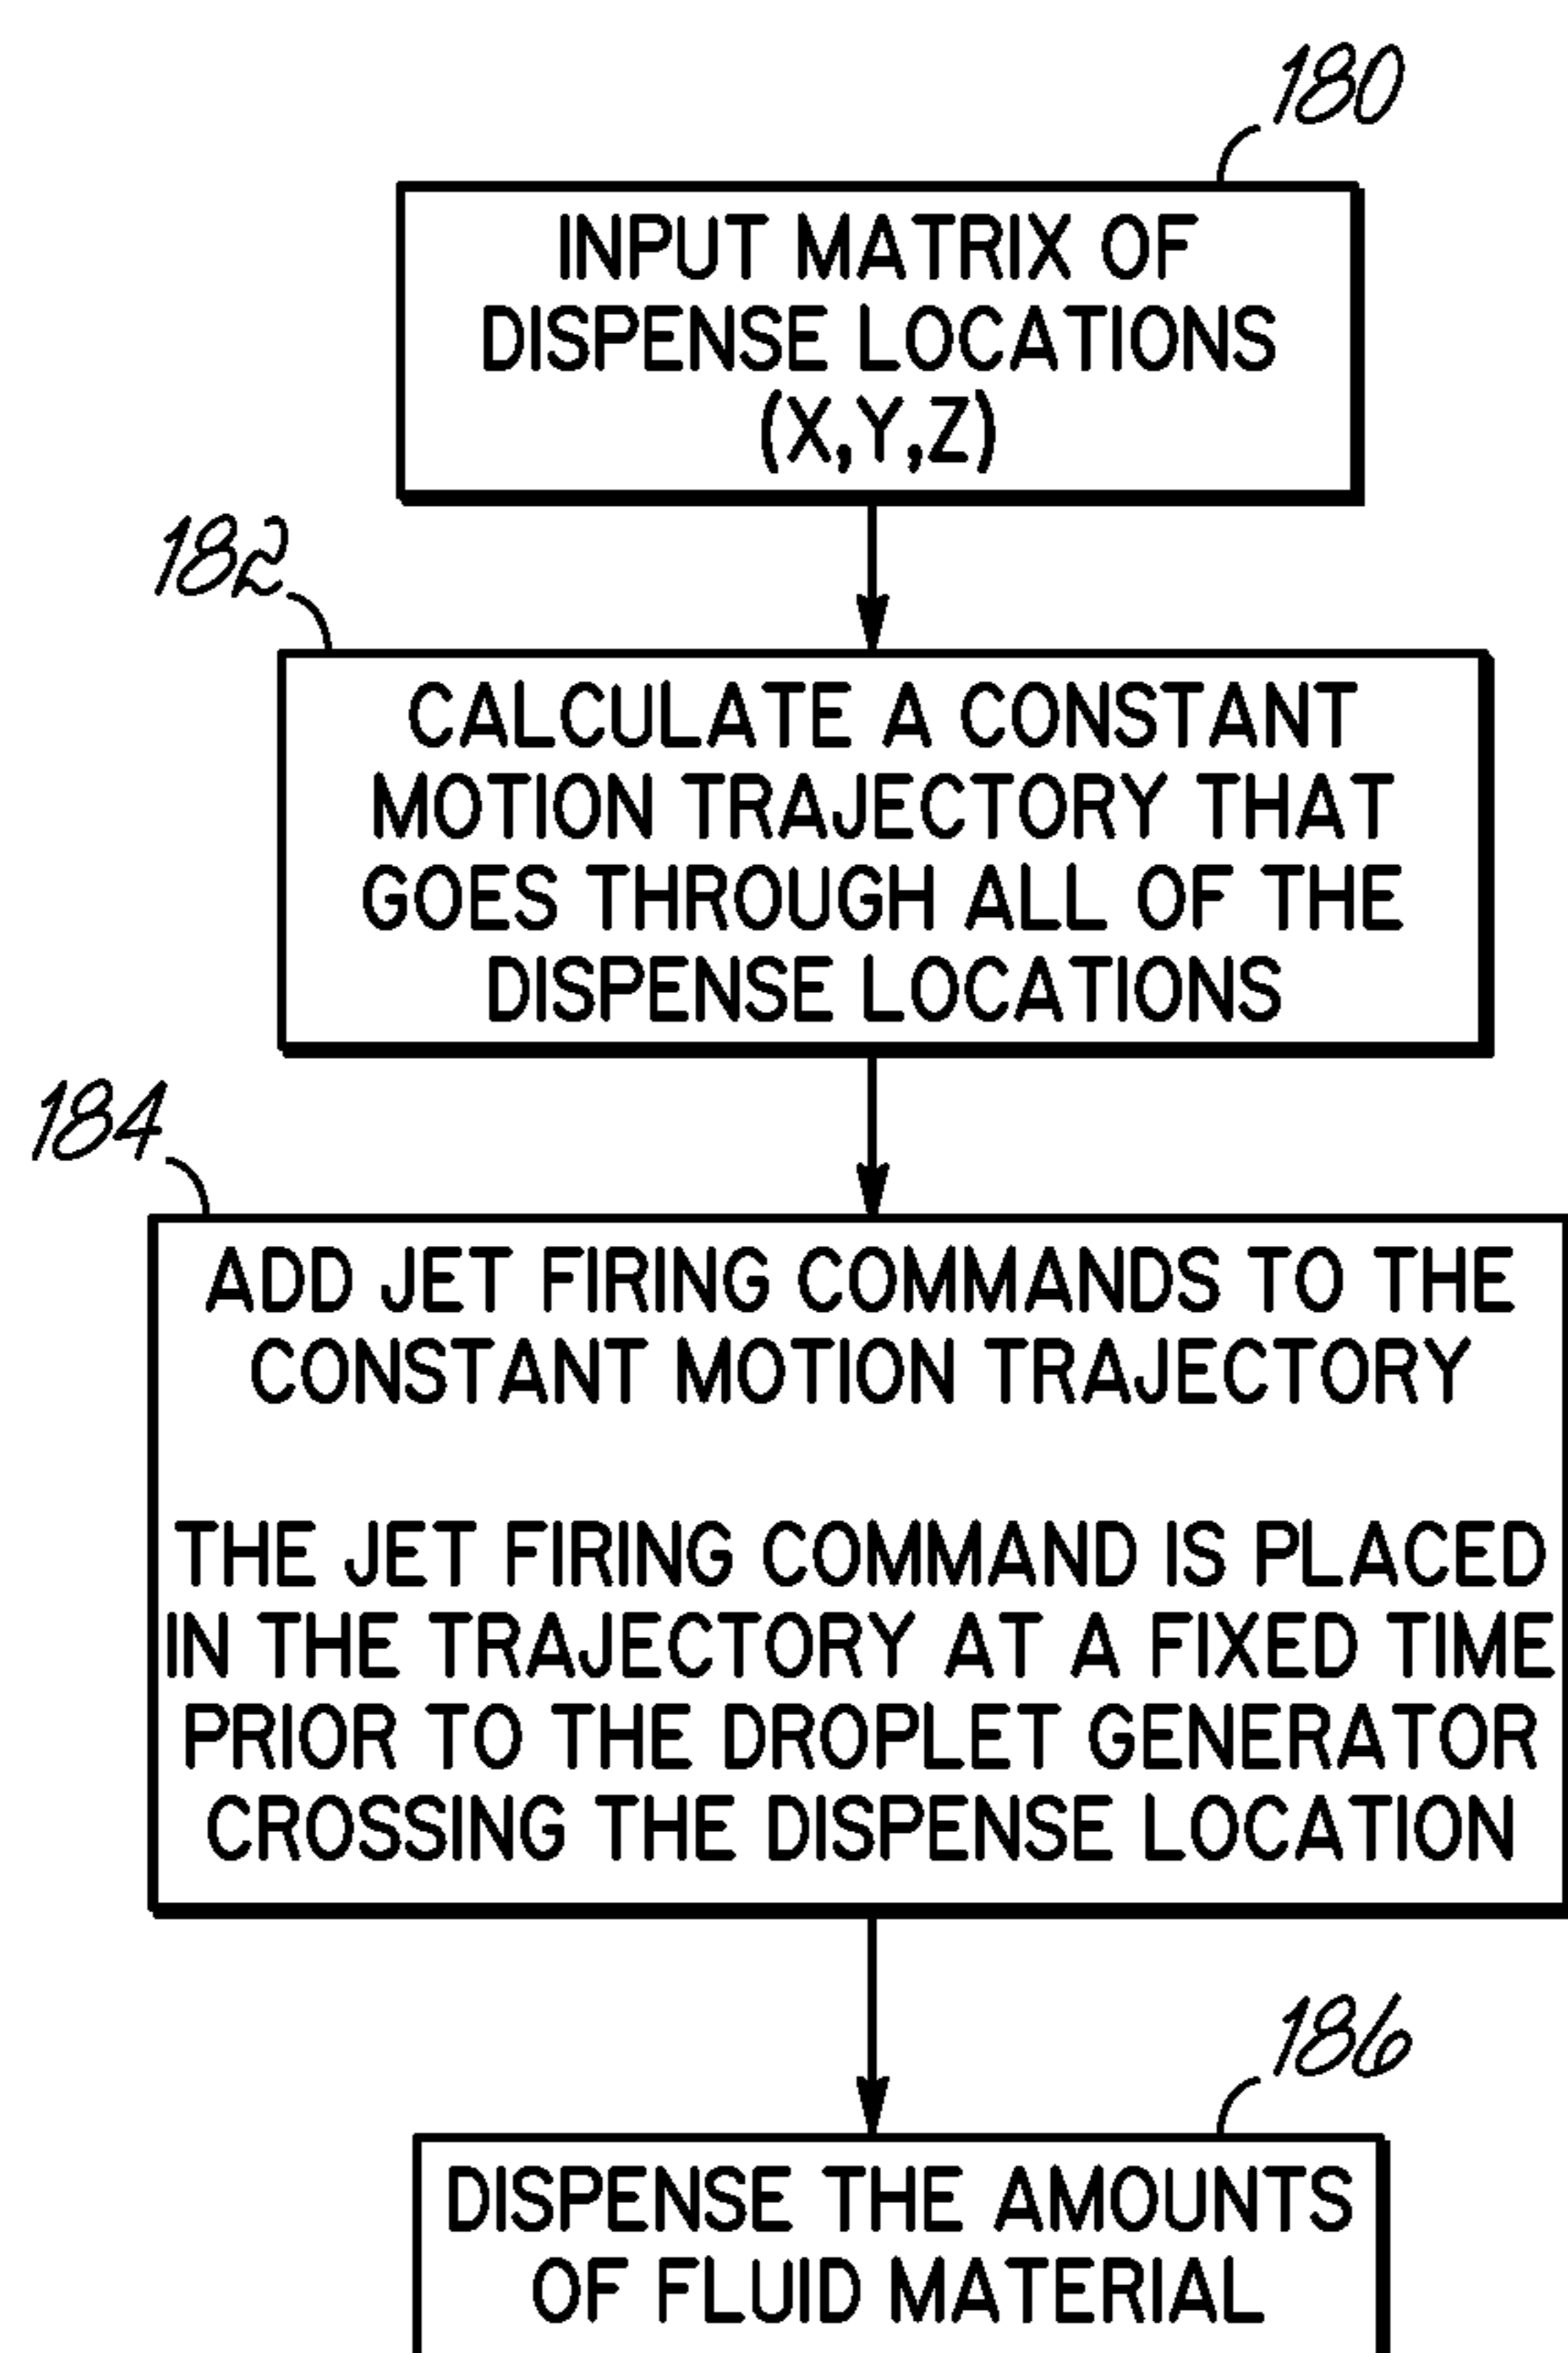 180
INPUT MATRIX OF
DISPENSE LOCATIONS
(X,Y,Z)
182
CALCULATE A CONSTANT
MOTION TRAJECTORY THAT
GOES THROUGH ALL OF THE
DISPENSE LOCATIONS
184
ADD JET FIRING COMMANDS TO THE
CONSTANT MOTION TRAJECTORY
THE JET FIRING COMMAND IS PLACED
IN THE TRAJECTORY AT A FIXED TIME
PRIOR TO THE DROPLET GENERATOR
CROSSING THE DISPENSE LOCATION
186
DISPENSE THE AMOUNTS
OF FLUID MATERIAL